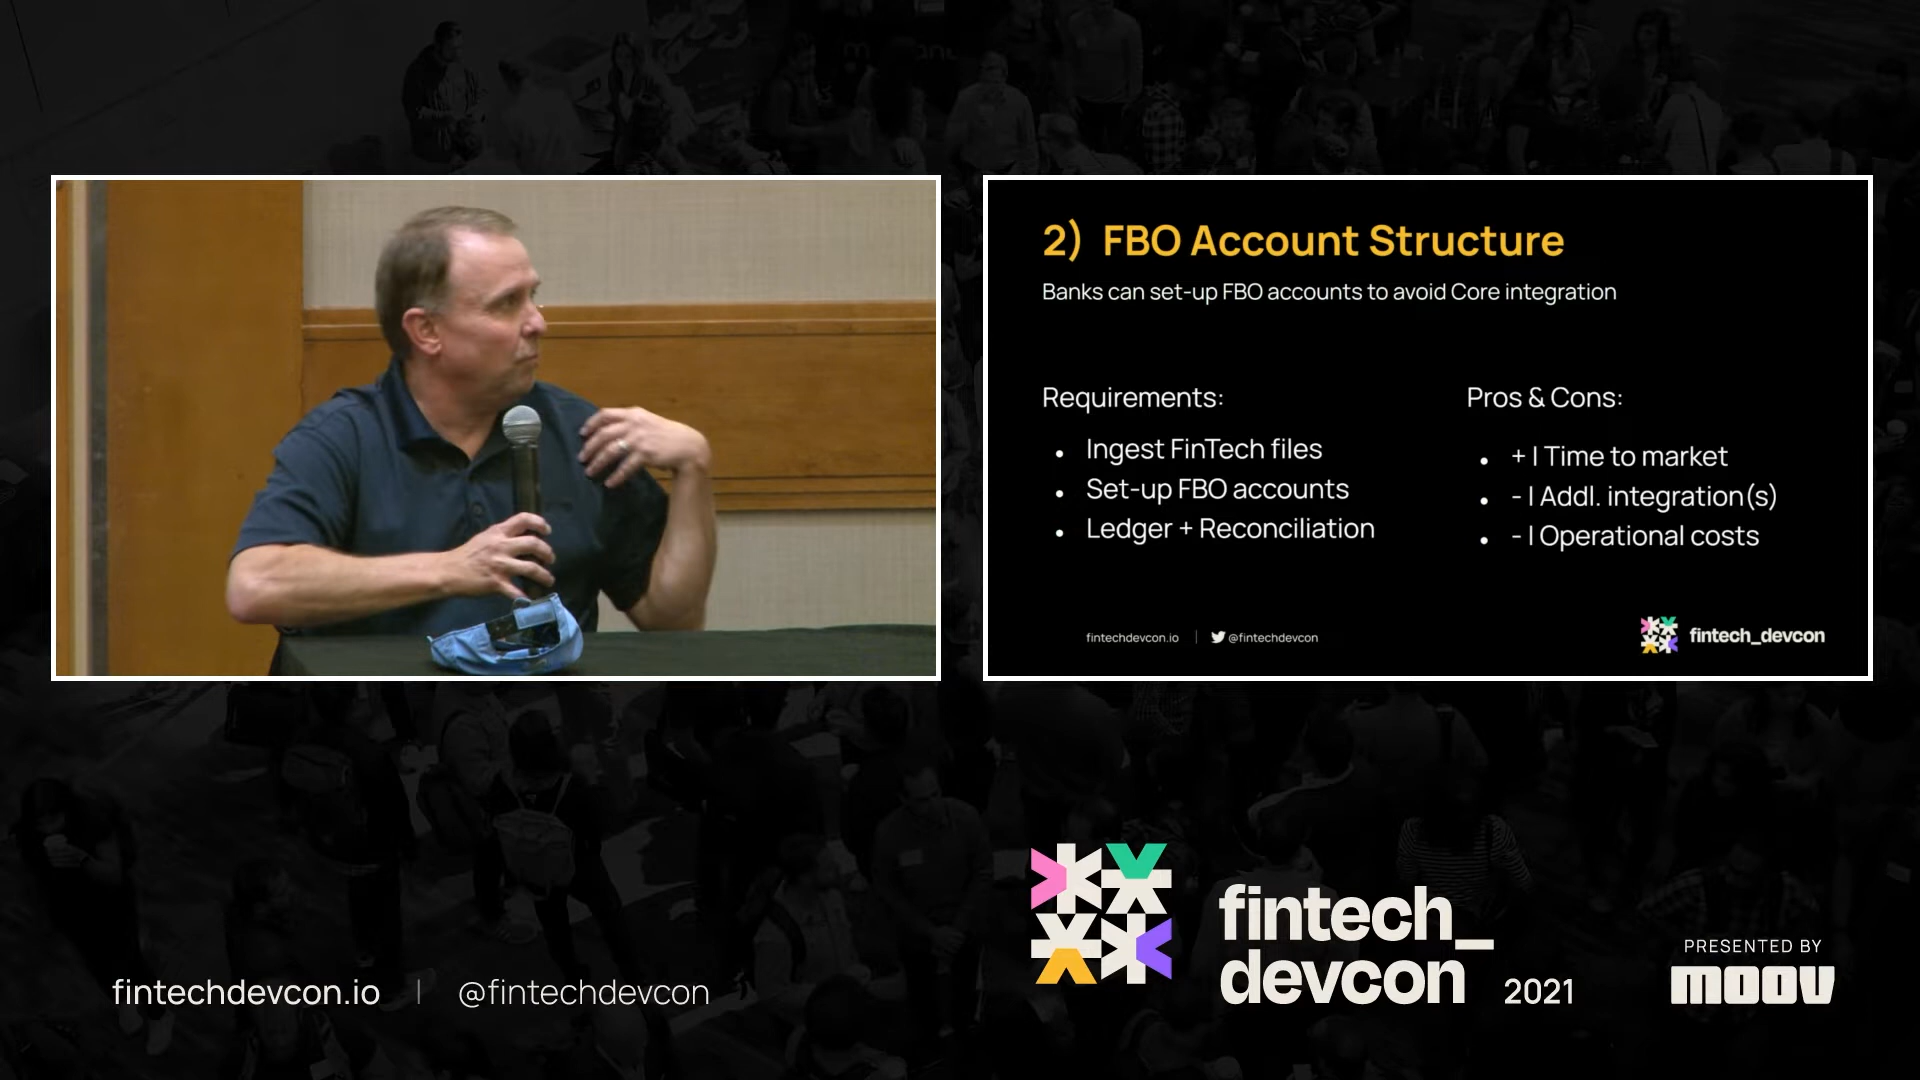 2) FBO Account Structure
Banks can set-up FBO accounts to avoid Core integration
Requirements:
• Ingest FinTech files
• Set-up FBO accounts
• Ledger + Reconciliation
Pros & Cons:
• + | Time to market
• - | Addl. integration(s)
• - | Operational costs
fintechdevcon.io | @fintechdevcon
fintech_devcon
fintechdevcon.io | @fintechdevcon
fintech_
devcon 2021
PRESENTED BY
moov